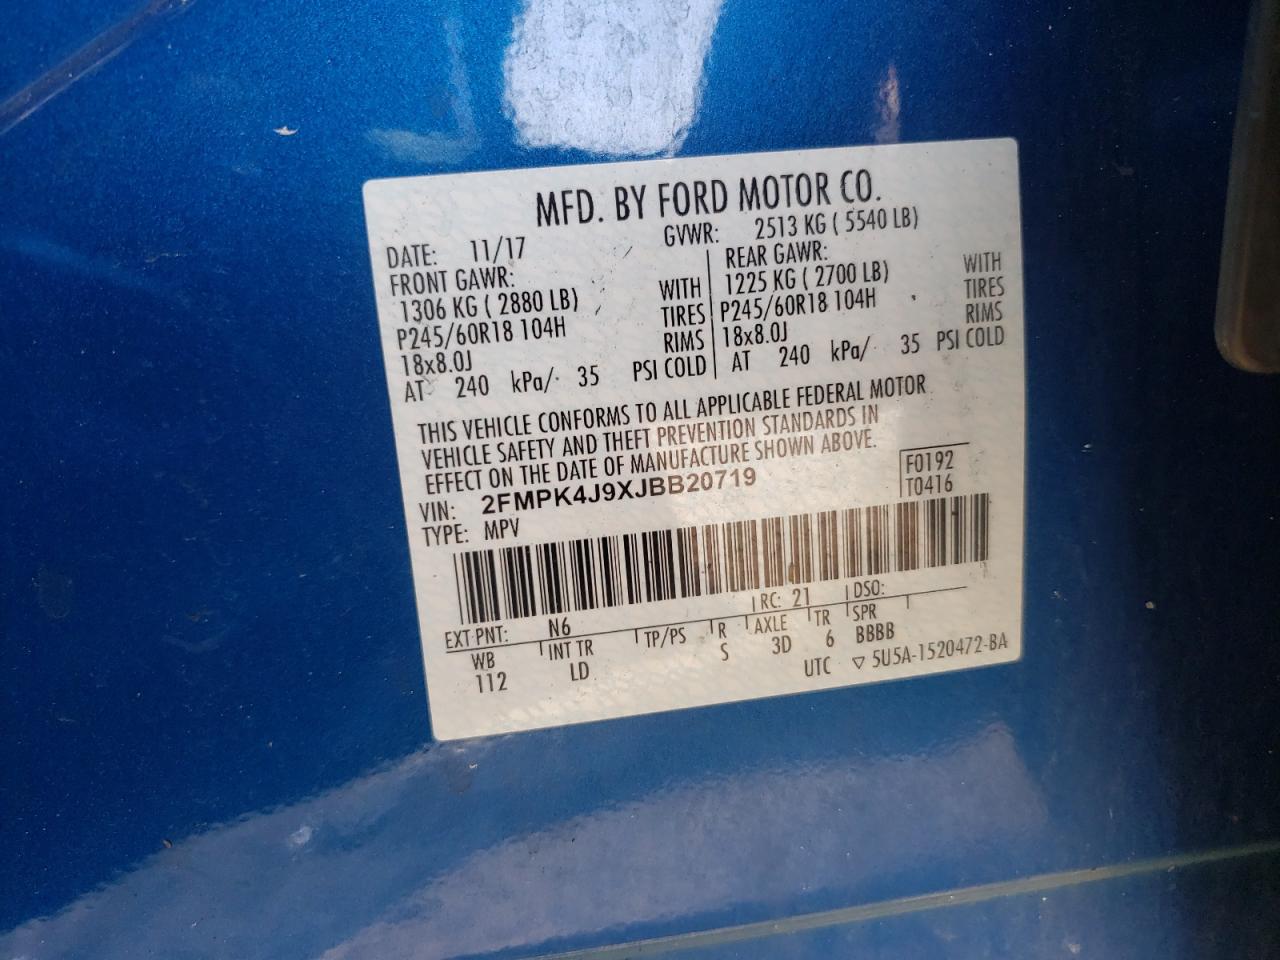 MFD. BY FORD MOTOR CO.
DATE: 11/17 GVWR: 2513 KG ( 5540 LB)
FRONT GAWR: REAR GAWR:
1306 KG ( 2880 LB) WITH 1225 KG ( 2700 LB) WITH
P245/60R18 104H TIRES P245/60R18 104H TIRES
18x8.0J RIMS 18x8.0J RIMS
AT 240 kPa/ 35 PSI COLD AT 240 kPa/ 35 PSI COLD
THIS VEHICLE CONFORMS TO ALL APPLICABLE FEDERAL MOTOR
VEHICLE SAFETY AND THEFT PREVENTION STANDARDS IN
EFFECT ON THE DATE OF MANUFACTURE SHOWN ABOVE.
VIN: 2FMPK4J9XJBB20719 F0192
TYPE: MPV T0416
EXT PNT: N6 RC: 21 DSO:
WB INT TR TP/PS R AXLE TR SPR
112 LD S 3D 6 BBBB
UTC ▽ 5U5A-1520472-BA